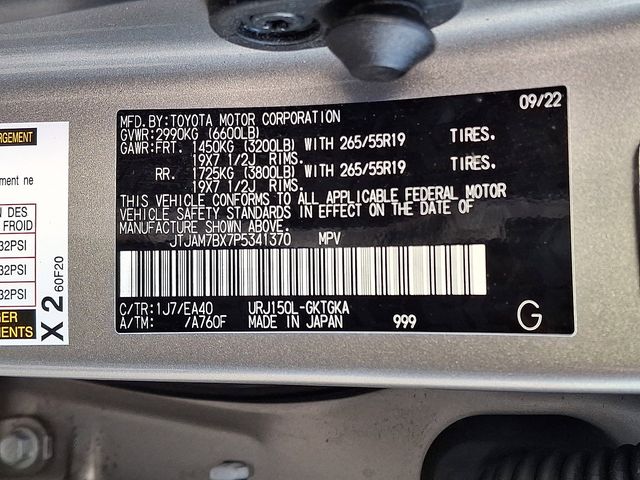 09/22
MFD. BY: TOYOTA MOTOR CORPORATION
GVWR: 2990KG (6600LB)
GAWR: FRT. 1450KG (3200LB) WITH 265/55R19 TIRES.
19X7 1/2J RIMS.
RR. 1725KG (3800LB) WITH 265/55R19 TIRES.
19X7 1/2J RIMS.
THIS VEHICLE CONFORMS TO ALL APPLICABLE FEDERAL MOTOR
VEHICLE SAFETY STANDARDS IN EFFECT ON THE DATE OF
MANUFACTURE SHOWN ABOVE.
JTJAM7BX7P5341370 MPV
C/TR: 1J7/EA40 URJ150L-GKTGKA
A/TM: /A760F MADE IN JAPAN 999 G
ment ne
DES
FROID
32PSI
32PSI
32PSI
X 2
60F20